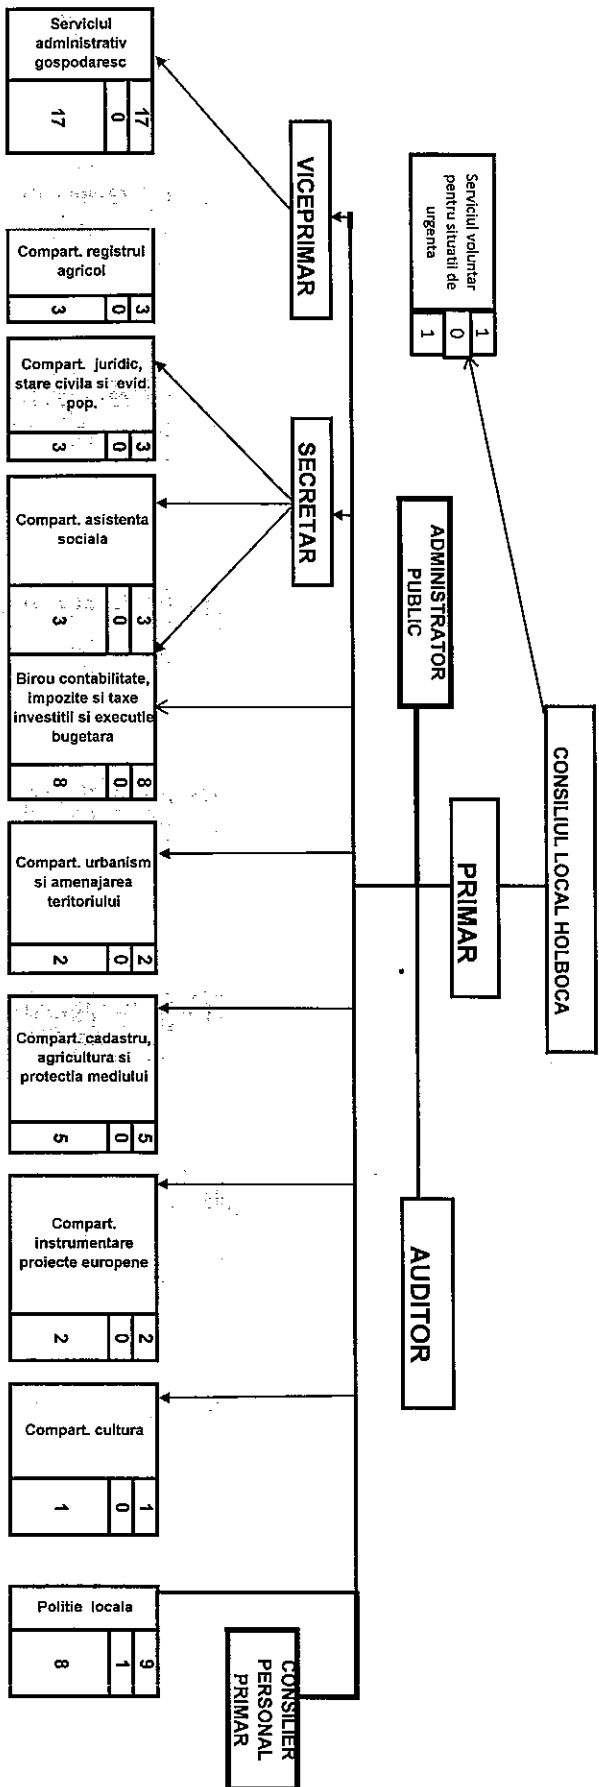 CONSILIUL LOCAL HOLBOCA
Serviciul voluntar
pentru situatii de
urgenta
1
0
1
PRIMAR
ADMINISTRATOR
PUBLIC
AUDITOR
VICEPRIMAR
SECRETAR
CONSILIER
PERSONAL
PRIMAR
Serviciul
administrativ
gospodaresc
17
0
17
Compart. registrul
agricol
3
0
3
Compart. juridic,
stare civila si evid.
pop.
3
0
3
Compart. asistenta
sociala
3
0
3
Birou contabilitate,
impozite si taxe
investitii si executie
bugetara
8
0
8
Compart. urbanism
si amenajarea
teritoriului
2
0
2
Compart. cadastru,
agricultura si
protectia mediului
5
0
5
Compart.
instrumentare
proiecte europene
2
0
2
Compart. cultura
1
0
1
Politie locala
9
1
8